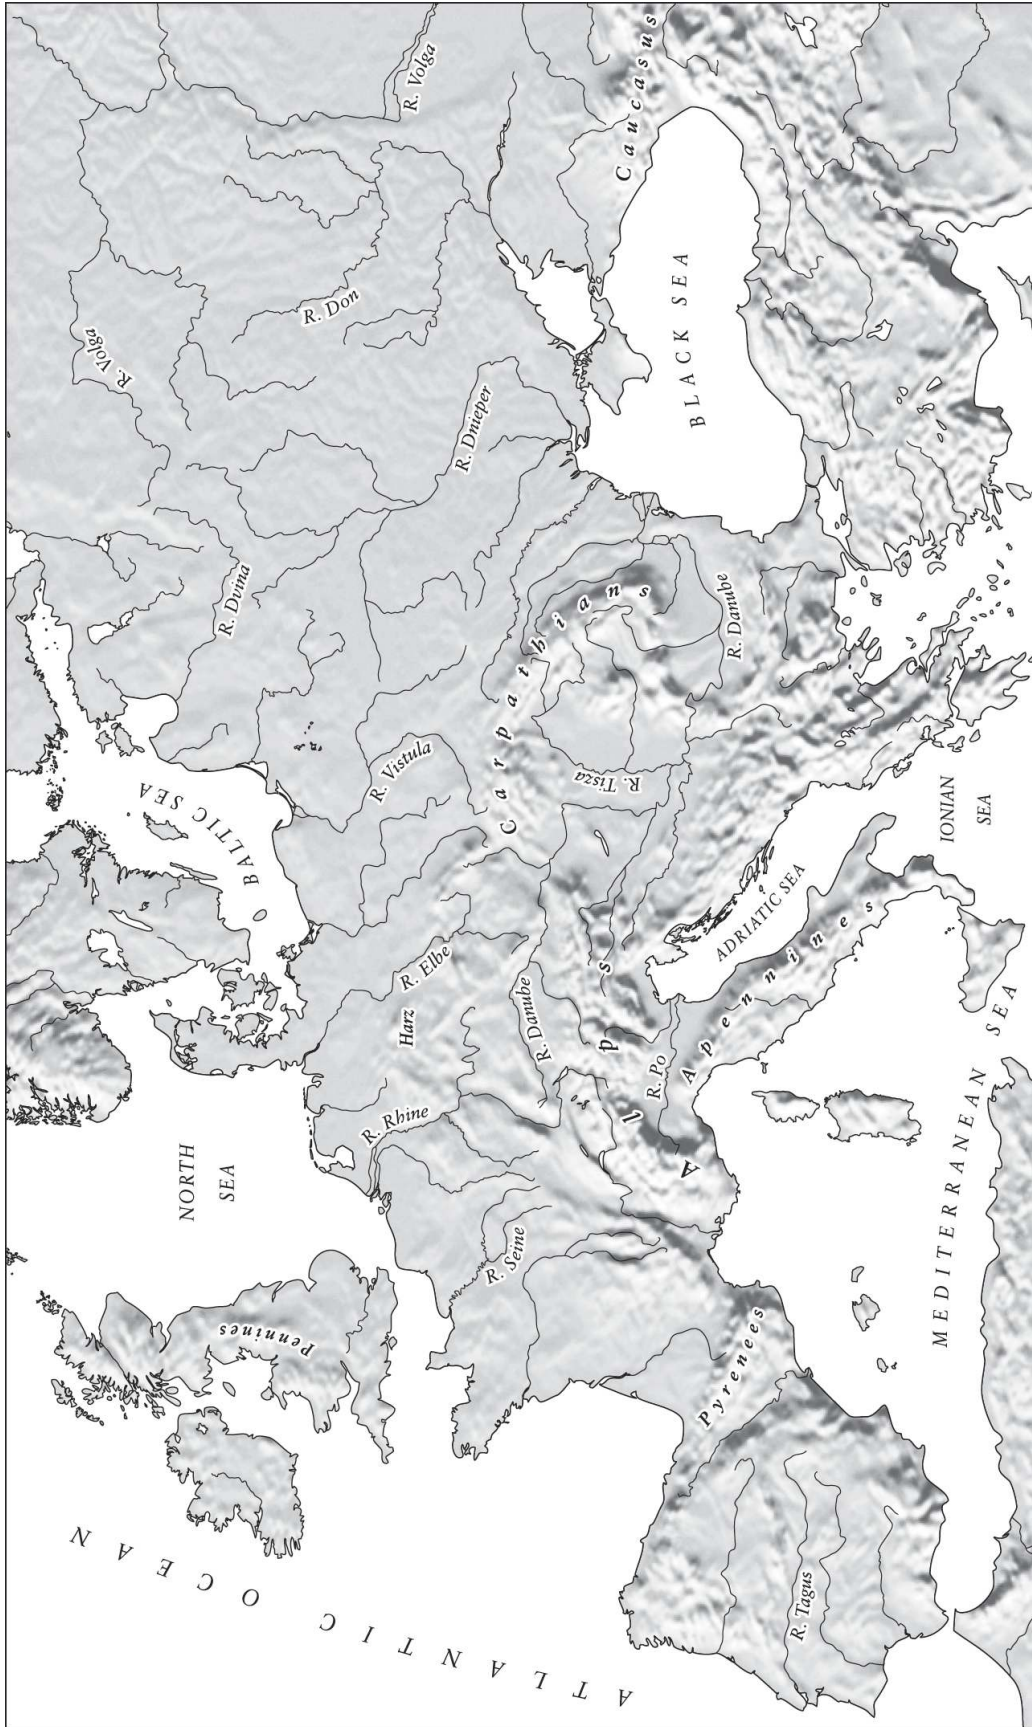 ATLANTIC OCEAN
NORTH
SEA
BALTIC SEA
Pennines
R. Volga
R. Volga
R. Dvina
R. Don
R. Dnieper
R. Vistula
R. Elbe
Harz
R. Rhine
R. Seine
Carpathians
Caucasus
R. Danube
R. Tisza
R. Danube
Alps
R. Po
BLACK SEA
Pyrenees
Apennines
ADRIATIC SEA
R. Tagus
IONIAN
SEA
MEDITERRANEAN SEA